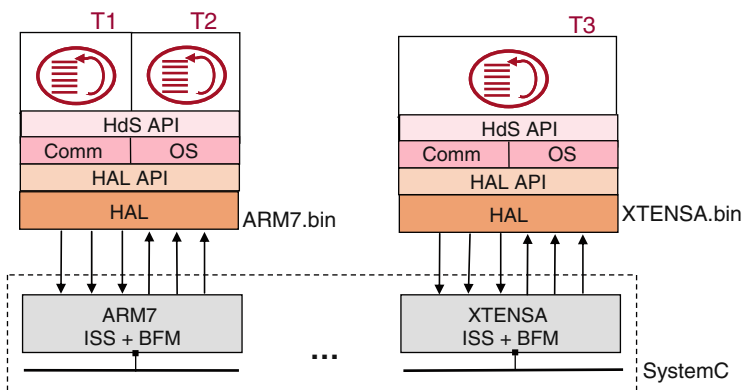 T1 T2 T3
HdS API HdS API
Comm OS Comm OS
HAL API HAL API
HAL ARM7.bin HAL XTENSA.bin
ARM7 XTENSA
ISS + BFM ... ISS + BFM
SystemC